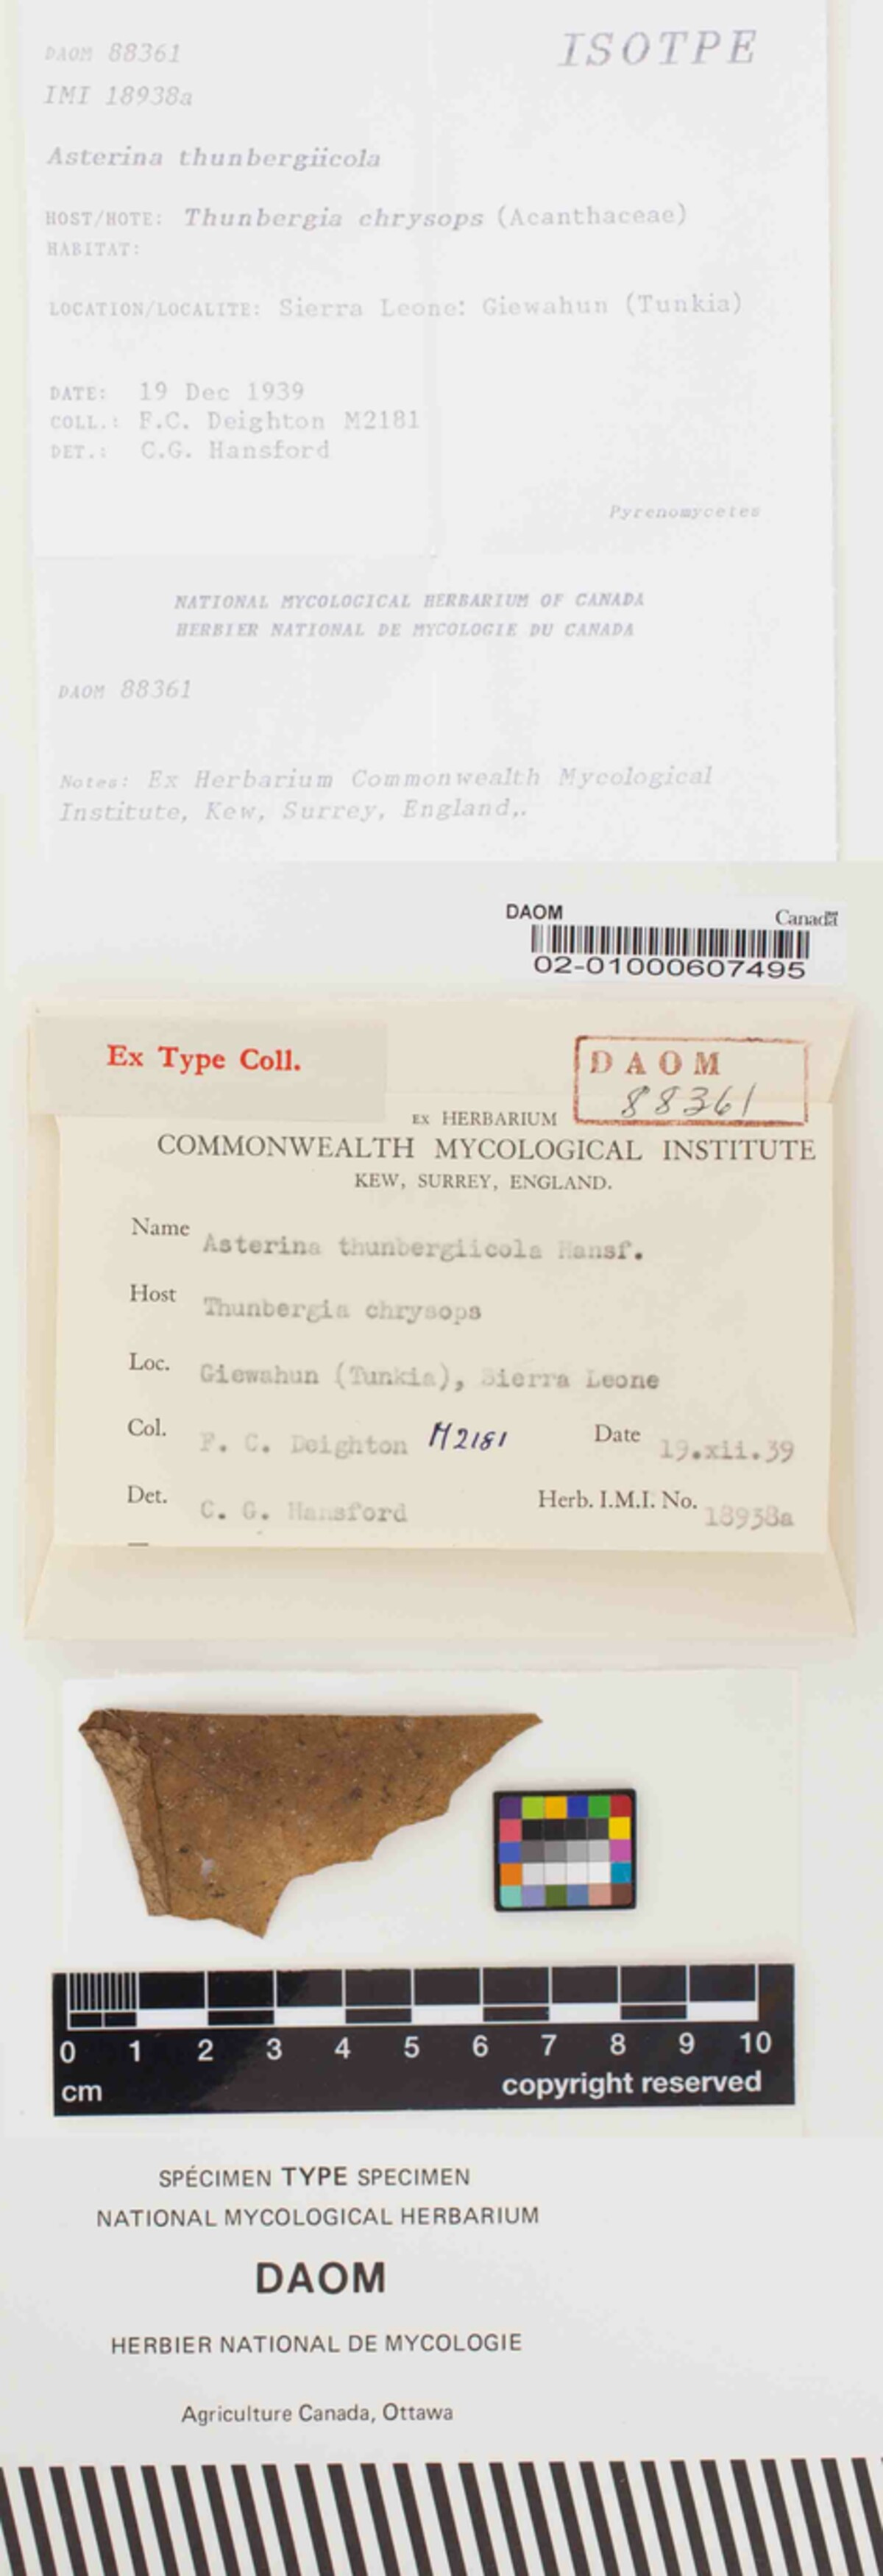 DAOM 88361
ISOTPE
IMI 18938a
Asterina thunbergiicola
HOST/HOTE: Thunbergia chrysops (Acanthaceae)
HABITAT:
LOCATION/LOCALITE: Sierra Leone: Giewahun (Tunkia)
DATE: 19 Dec 1939
COLL.: F.C. Deighton M2181
DET.: C.G. Hansford
Pyrenomycetes
NATIONAL MYCOLOGICAL HERBARIUM OF CANADA
HERBIER NATIONAL DE MYCOLOGIE DU CANADA
DAOM 88361
Notes: Ex Herbarium Commonwealth Mycological
Institute, Kew, Surrey, England,.
DAOM Canada
02-01000607495
Ex Type Coll.
DAOM
88361
EX HERBARIUM
COMMONWEALTH MYCOLOGICAL INSTITUTE
KEW, SURREY, ENGLAND.
Name Asterina thunbergiicola Hansf.
Host Thunbergia chrysops
Loc. Giewahun (Tunkia), Sierra Leone
Col. F. C. Deighton M2181 Date 19.xii.39
Det. C. G. Hansford Herb. I.M.I. No. 18938a
0 1 2 3 4 5 6 7 8 9 10
cm copyright reserved
SPÉCIMEN TYPE SPECIMEN
NATIONAL MYCOLOGICAL HERBARIUM
DAOM
HERBIER NATIONAL DE MYCOLOGIE
Agriculture Canada, Ottawa